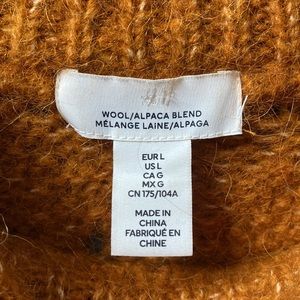 WOOL/ALPACA BLEND
MÉLANGE LAINE/ALPAGA
EUR L
US L
CA G
MX G
CN 175/104A
MADE IN
CHINA
FABRIQUÉ EN
CHINE